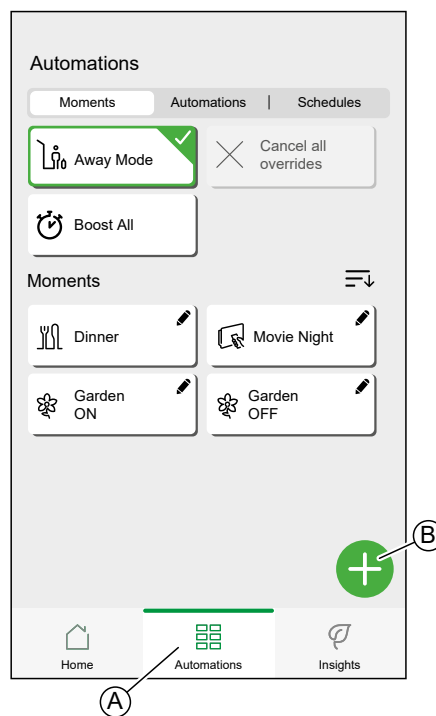 Automations
Moments Automations | Schedules
Away Mode
Cancel all
overrides
Boost All
Moments
Dinner
Movie Night
Garden
ON
Garden
OFF
B
Home Automations Insights
A